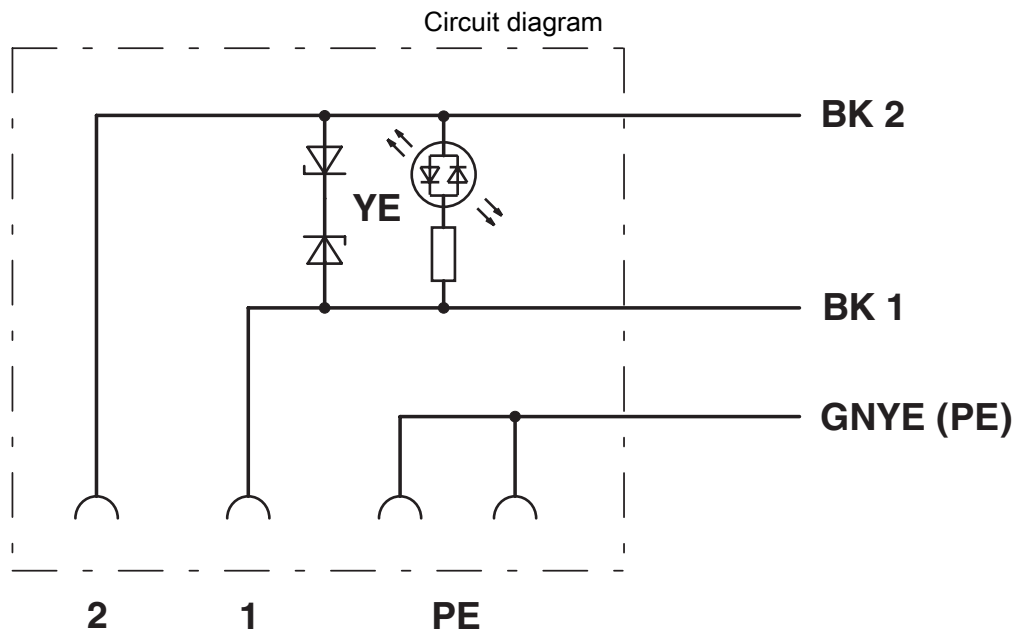 Circuit diagram
BK 2
YE
BK 1
GNYE (PE)
2 1 PE